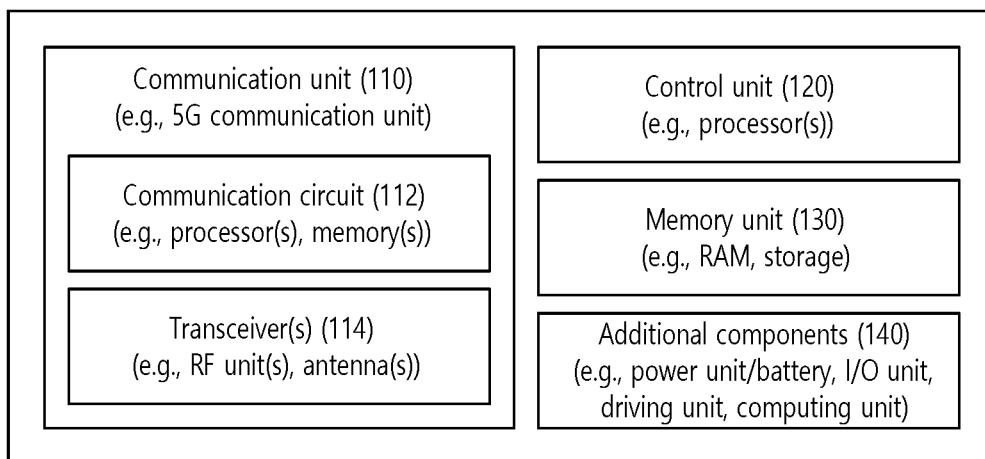 Communication unit (110)
(e.g., 5G communication unit)
Communication circuit (112)
(e.g., processor(s), memory(s))
Transceiver(s) (114)
(e.g., RF unit(s), antenna(s))
Control unit (120)
(e.g., processor(s))
Memory unit (130)
(e.g., RAM, storage)
Additional components (140)
(e.g., power unit/battery, I/O unit,
driving unit, computing unit)